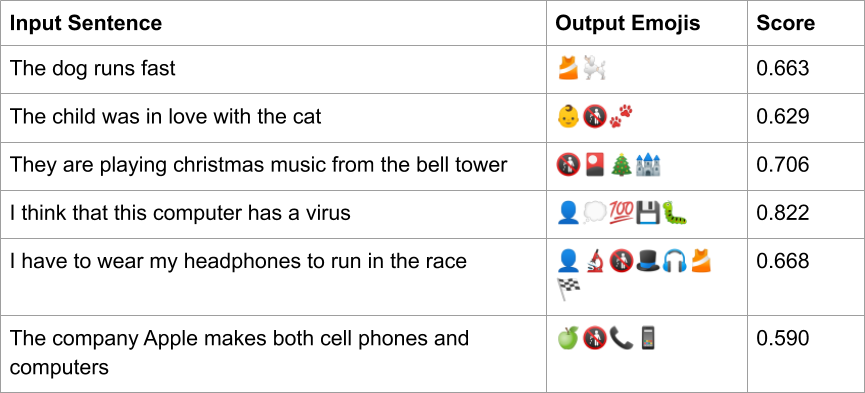 Input Sentence Output Emojis Score
The dog runs fast 🎽🐩 0.663
The child was in love with the cat 👶🚷🐾 0.629
They are playing christmas music from the bell tower 🚷🎴🎄🏰 0.706
I think that this computer has a virus 👤💭💯💾🐛 0.822
I have to wear my headphones to run in the race 👤🔬🚷🎩🎧🎽 0.668
🏁
The company Apple makes both cell phones and 🍏🚷📞📱 0.590
computers